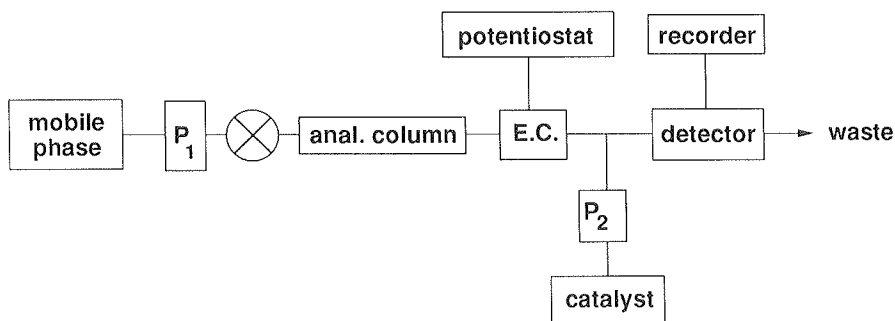 potentiostat
recorder
mobile
phase
P1
anal. column
E.C.
detector
waste
P2
catalyst